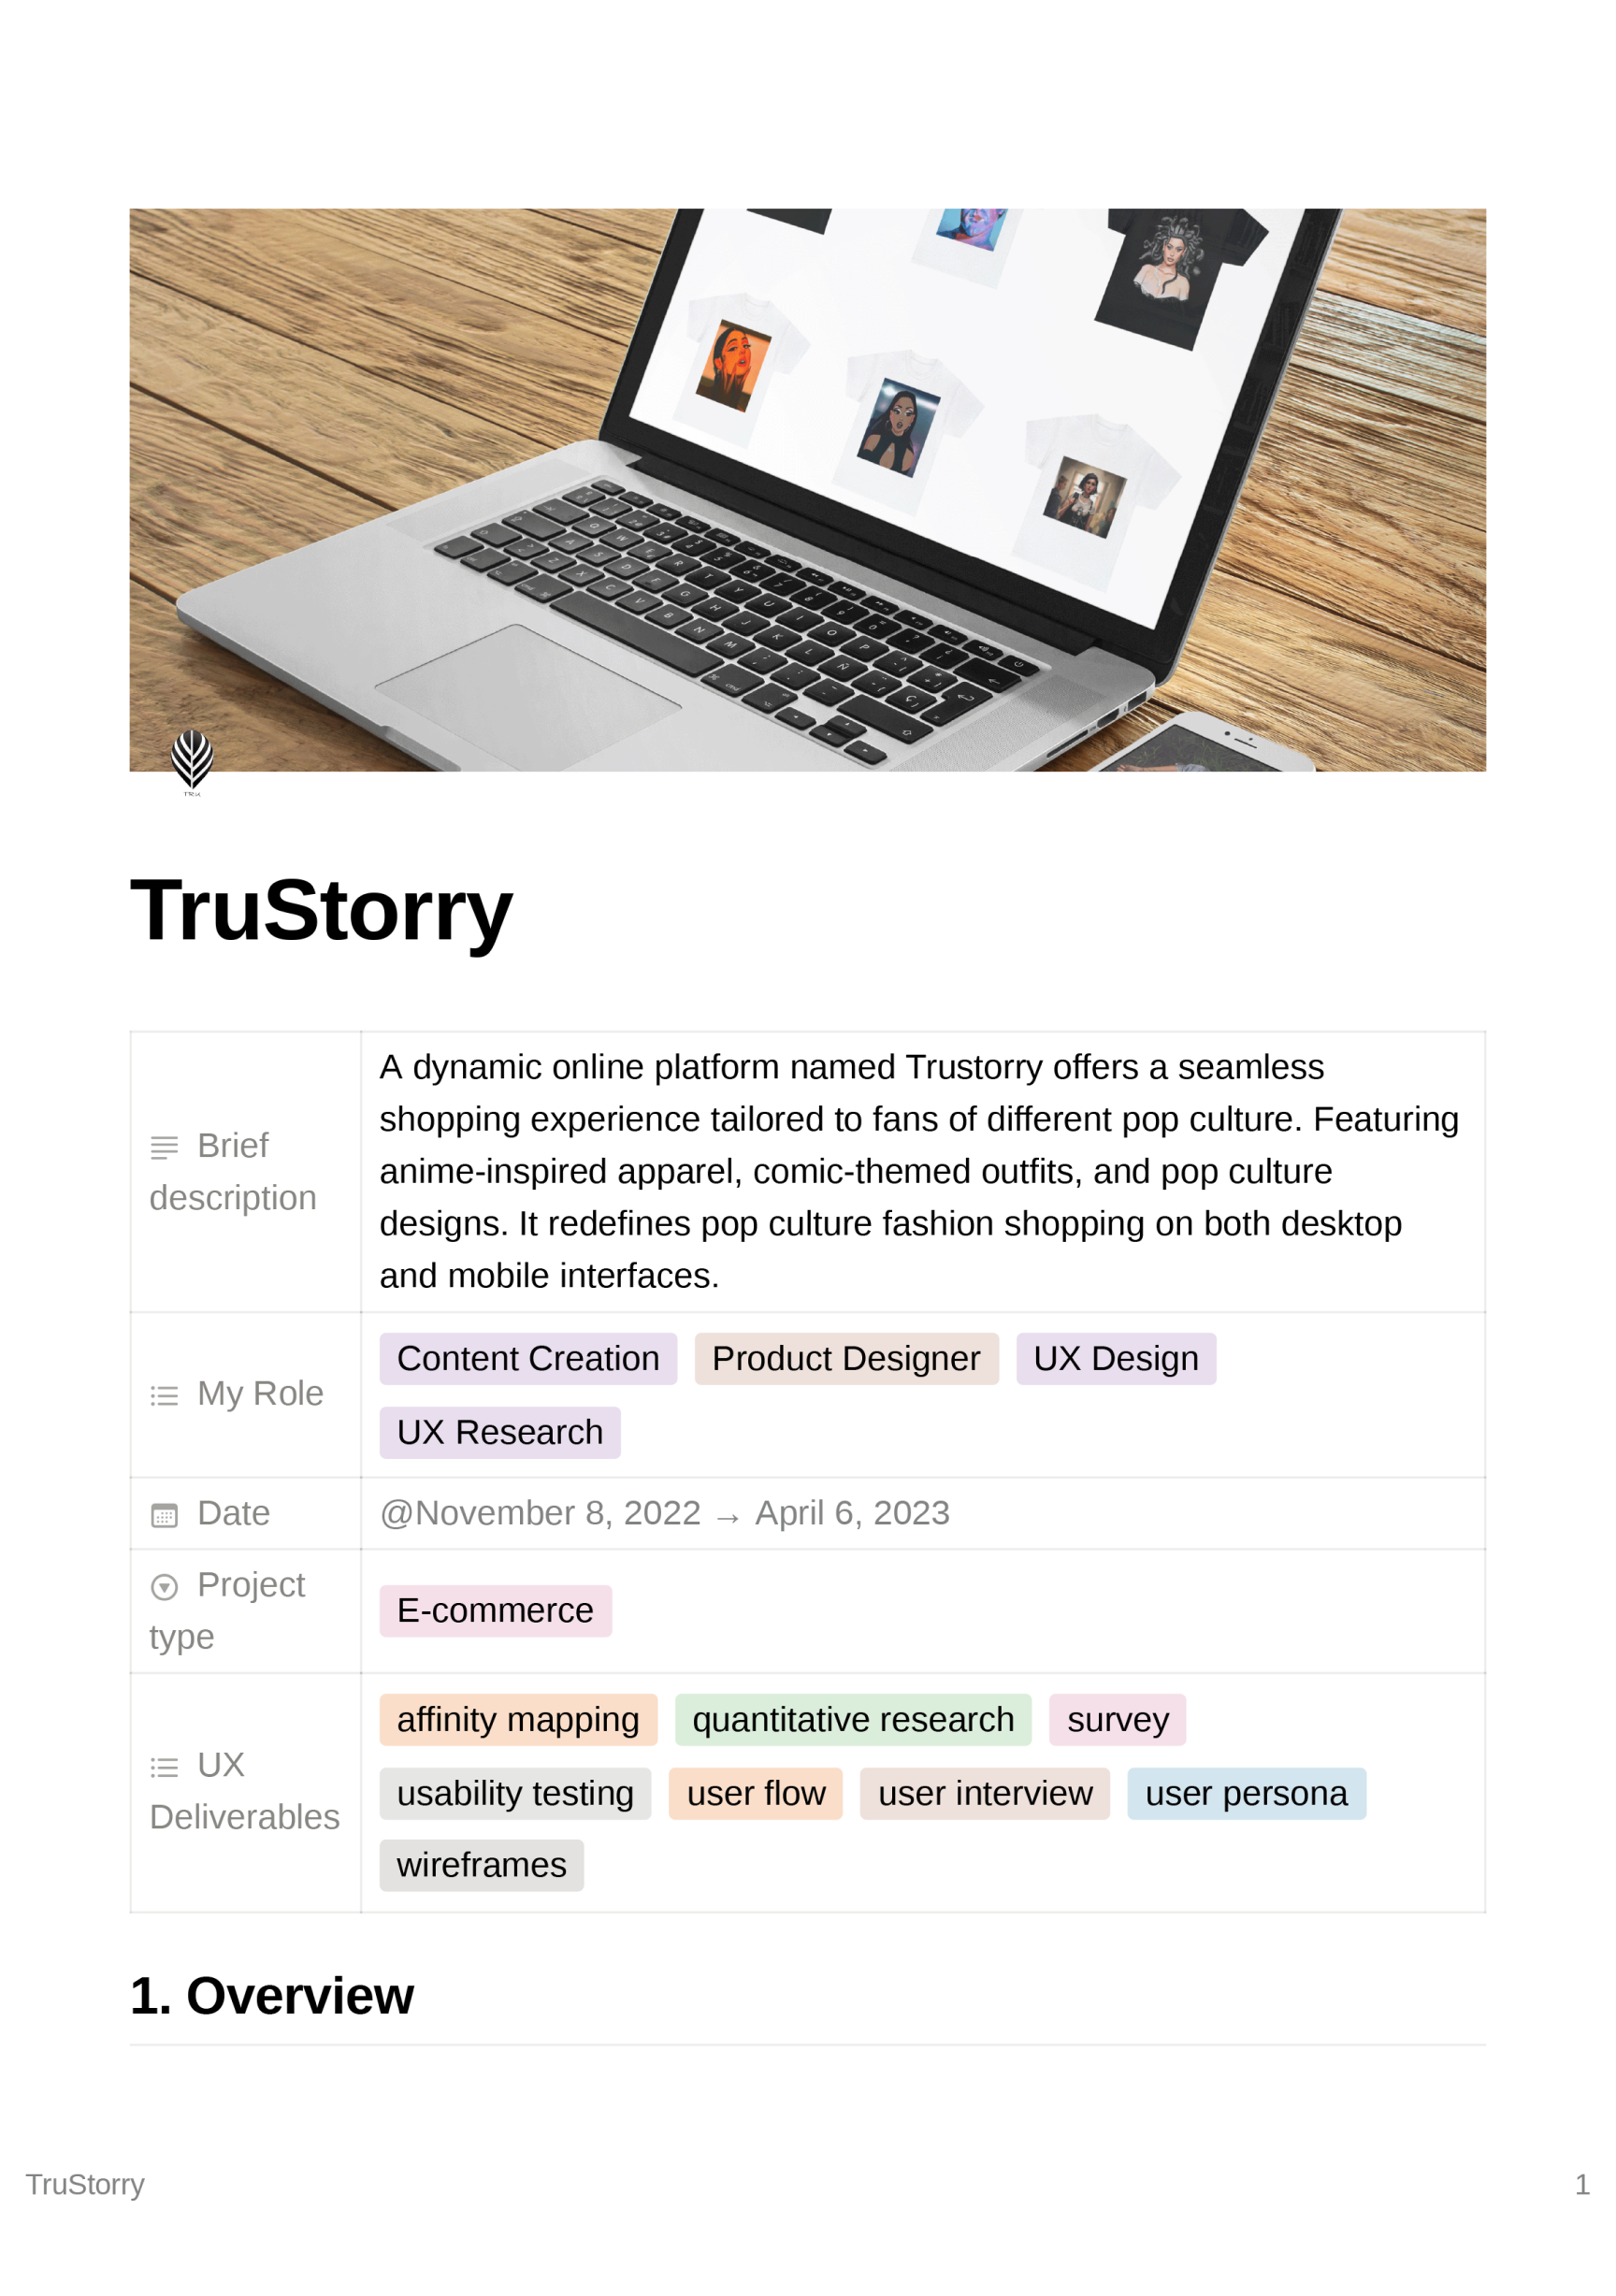 TRU
TruStorry
Brief
description
A dynamic online platform named Trustorry offers a seamless
shopping experience tailored to fans of different pop culture. Featuring
anime-inspired apparel, comic-themed outfits, and pop culture
designs. It redefines pop culture fashion shopping on both desktop
and mobile interfaces.
My Role
Content Creation Product Designer UX Design
UX Research
Date
@November 8, 2022 → April 6, 2023
Project
type
E-commerce
UX
Deliverables
affinity mapping quantitative research survey
usability testing user flow user interview user persona
wireframes
1. Overview
TruStorry
1